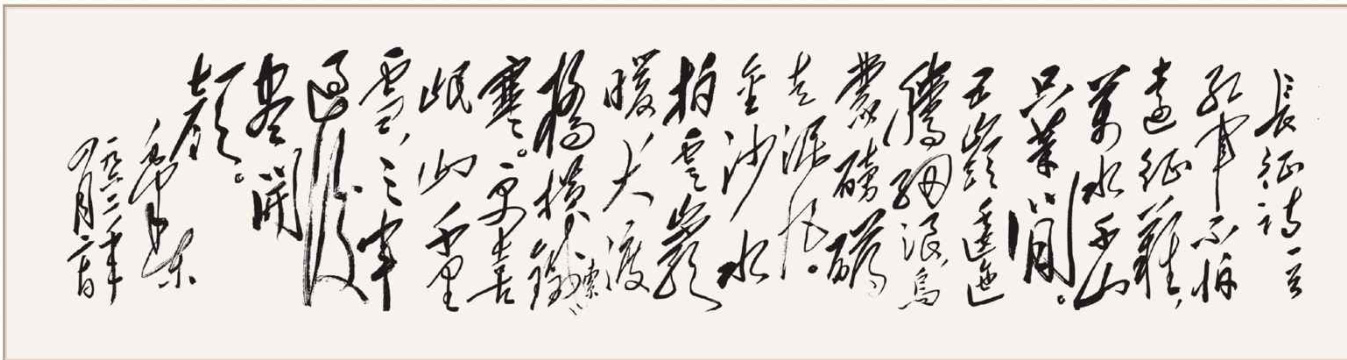 長征詩一首
紅軍不怕
遠征難,
萬水千山
只等閒。
五嶺逶迤
騰細浪,烏
蒙磅礴
走泥丸。
金沙水
拍雲崖
暖大渡
橋橫鐵索
寒。更喜
岷山千里
雪,三軍
過後
盡開
顏。
毛澤東
一九六二年
四月二十日